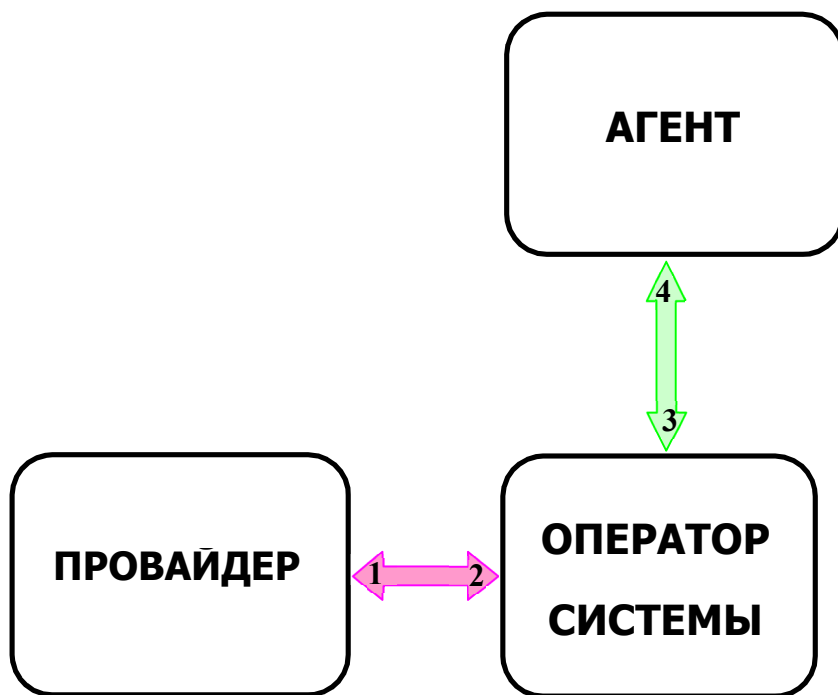 АГЕНТ
4
3
ПРОВАЙДЕР
1 2
ОПЕРАТОР
СИСТЕМЫ